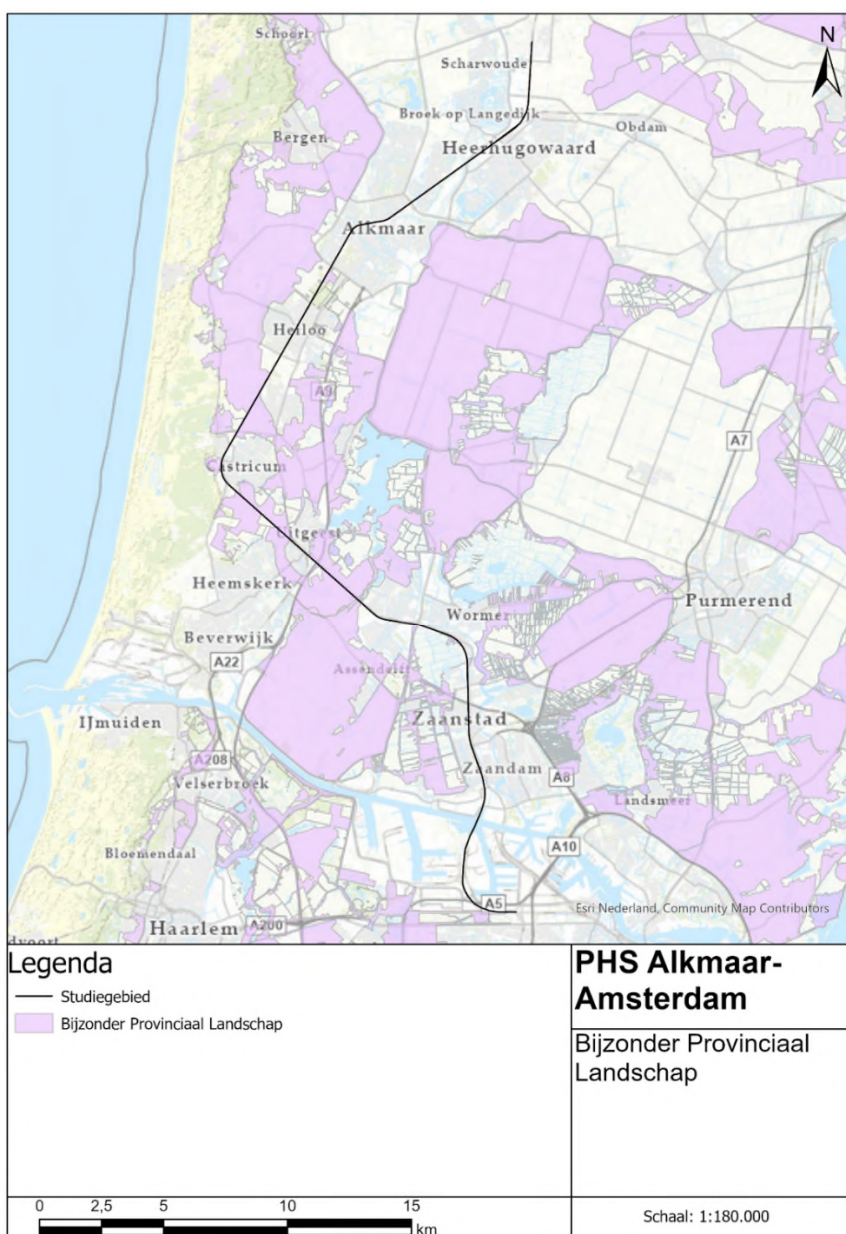 N
Schoorl
Scharwoude
Broek op Langedijk
Obdam
Bergen
Heerhugowaard
Alkmaar
Heiloo
A9
A7
Castricum
Uitgeest
Heemskerk
Wormer
Purmerend
Beverwijk
A22
Assendelft
IJmuiden
Zaanstad
A208
Zaandam
Velserbroek
A8
Landsmeer
Bloemendaal
A10
A5
Esri Nederland, Community Map Contributors
Haarlem
A200
dvoort
Legenda
Studiegebied
Bijzonder Provinciaal Landschap
PHS Alkmaar-
Amsterdam
Bijzonder Provinciaal
Landschap
0 2,5 5 10 15
km
Schaal: 1:180.000